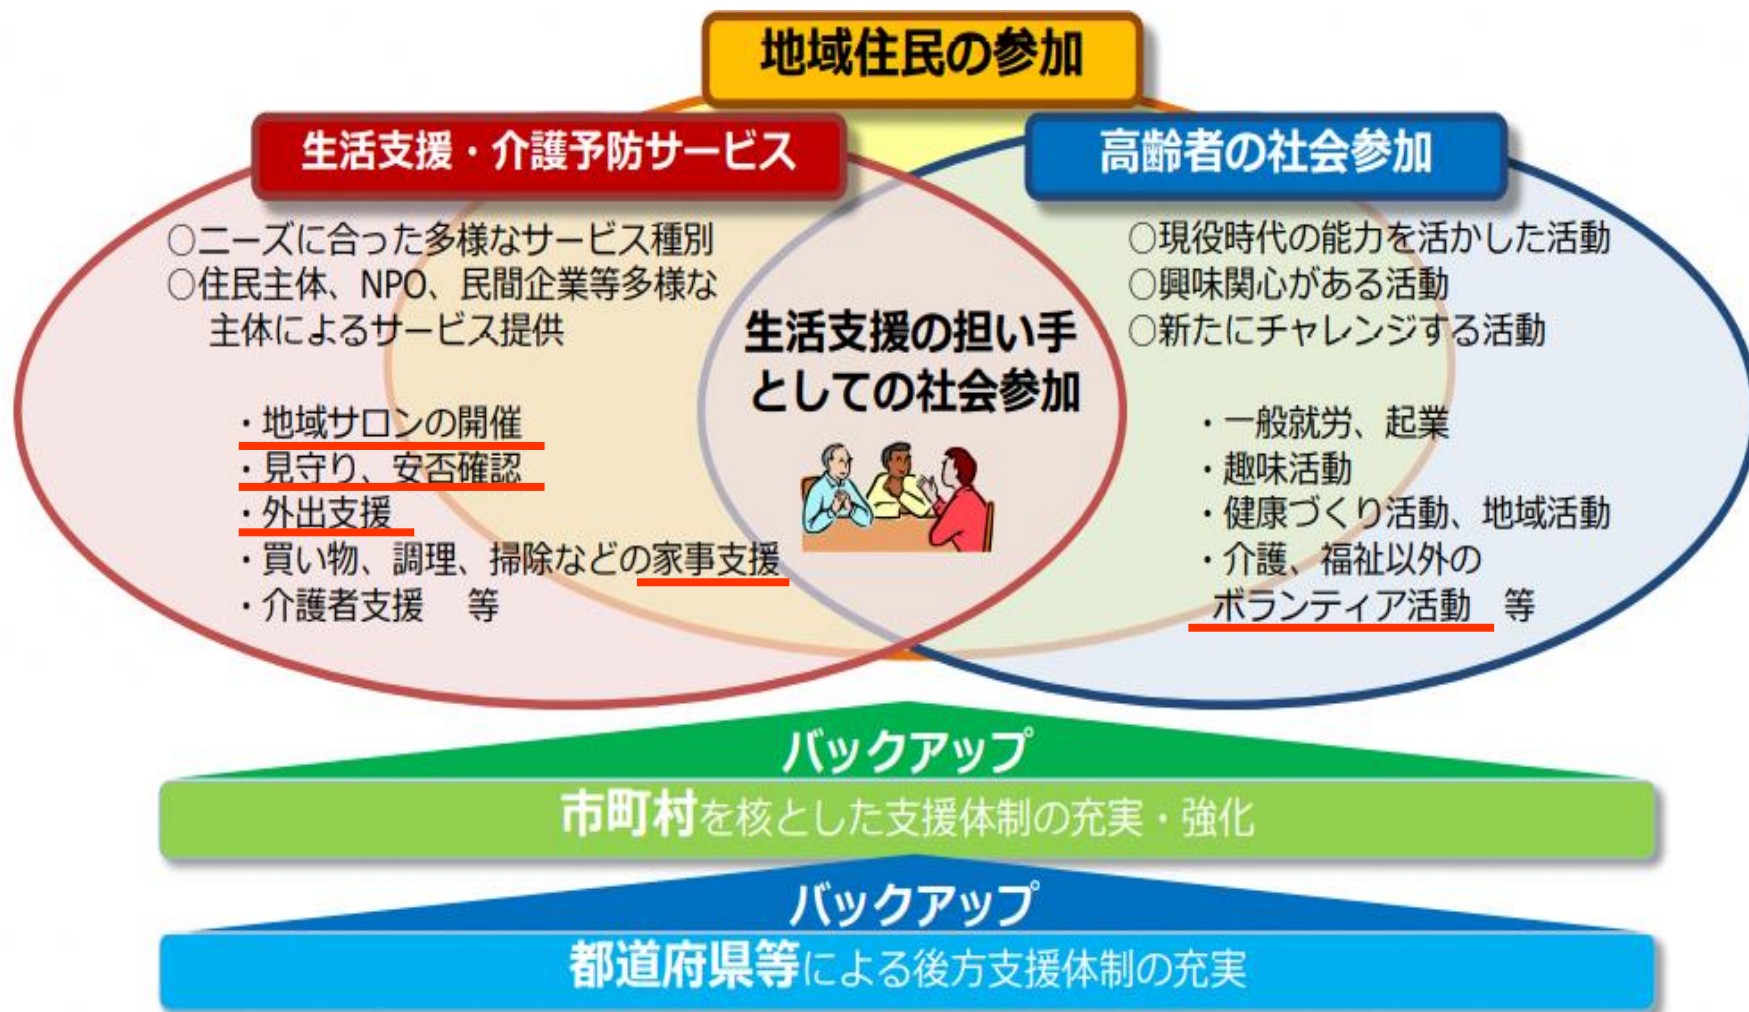 地域住民の参加
生活支援・介護予防サービス
○ニーズに合った多様なサービス種別
○住民主体、NPO、民間企業等多様な
主体によるサービス提供
・地域サロンの開催
・見守り、安否確認
・外出支援
・買い物、調理、掃除などの家事支援
・介護者支援 等
生活支援の担い手
としての社会参加
高齢者の社会参加
○現役時代の能力を活かした活動
○興味関心がある活動
○新たにチャレンジする活動
・一般就労、起業
・趣味活動
・健康づくり活動、地域活動
・介護、福祉以外の
ボランティア活動 等
バックアップ
市町村を核とした支援体制の充実・強化
バックアップ
都道府県等による後方支援体制の充実